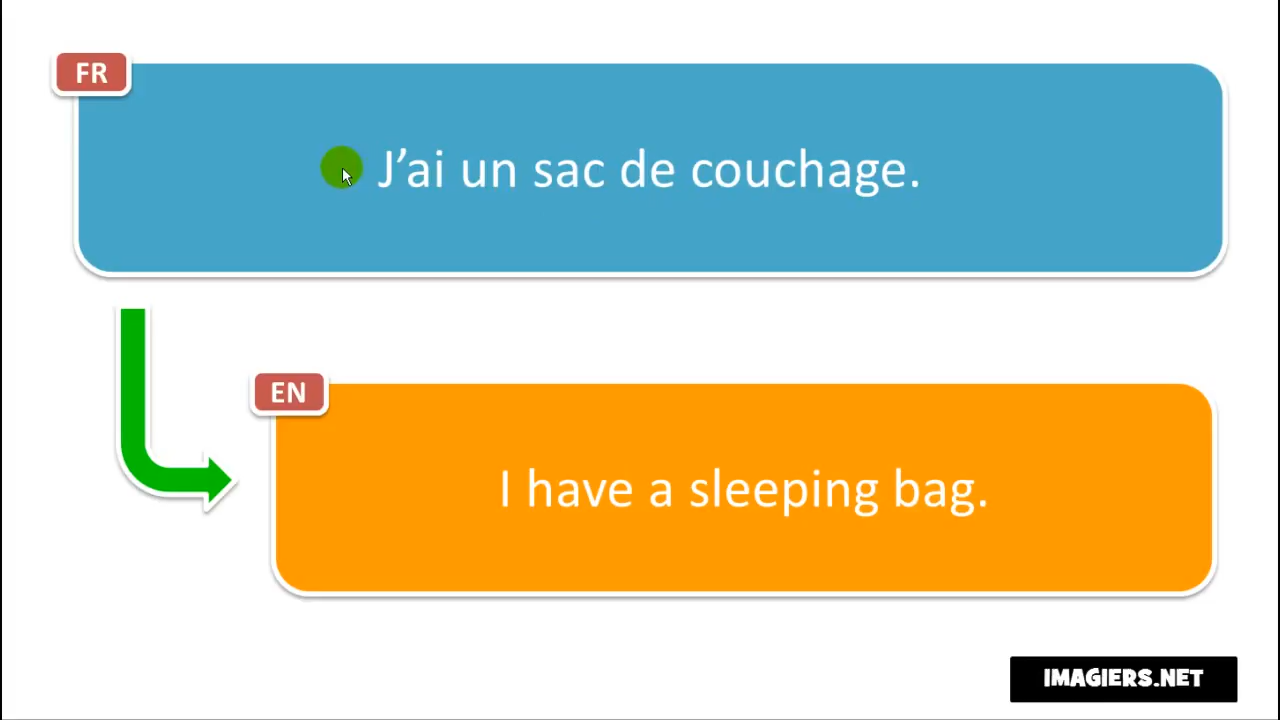 FR
J’ai un sac de couchage.
EN
I have a sleeping bag.
IMAGIERS.NET